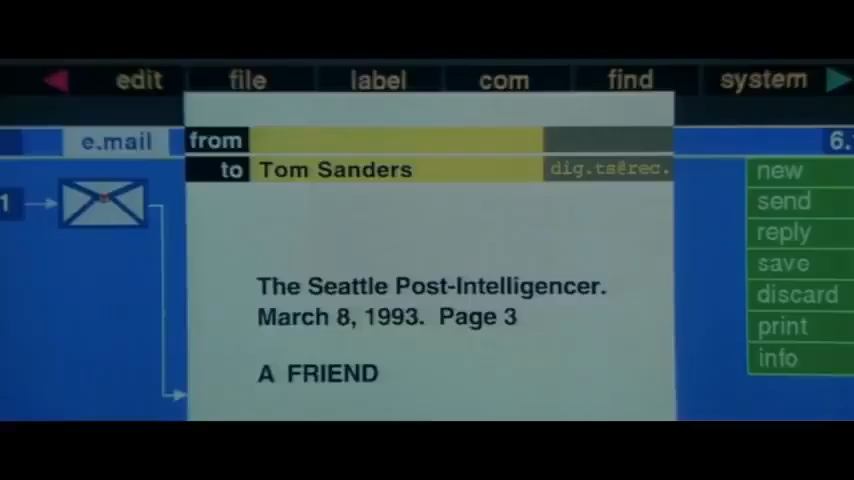 edit file label com find system
e.mail from 6.
to Tom Sanders dig.ts@rec.
1
new
send
reply
save
discard
print
info
The Seattle Post-Intelligencer.
March 8, 1993. Page 3
A FRIEND